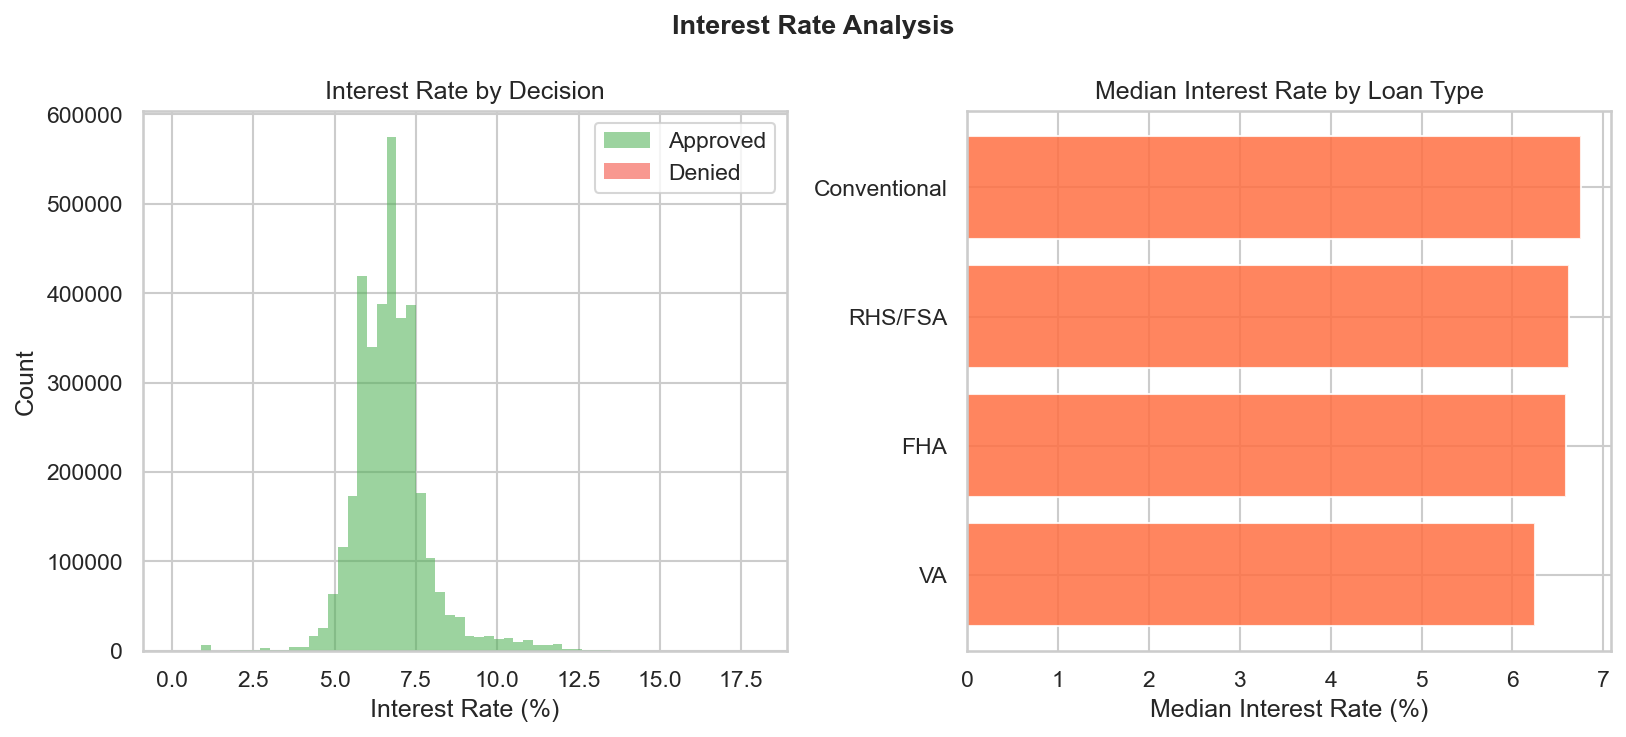 Interest Rate Analysis
Interest Rate by Decision
600000
500000
400000
300000
200000
100000
0
Count
Approved
Denied
0.0 2.5 5.0 7.5 10.0 12.5 15.0 17.5
Interest Rate (%)
Median Interest Rate by Loan Type
Conventional
RHS/FSA
FHA
VA
0 1 2 3 4 5 6 7
Median Interest Rate (%)